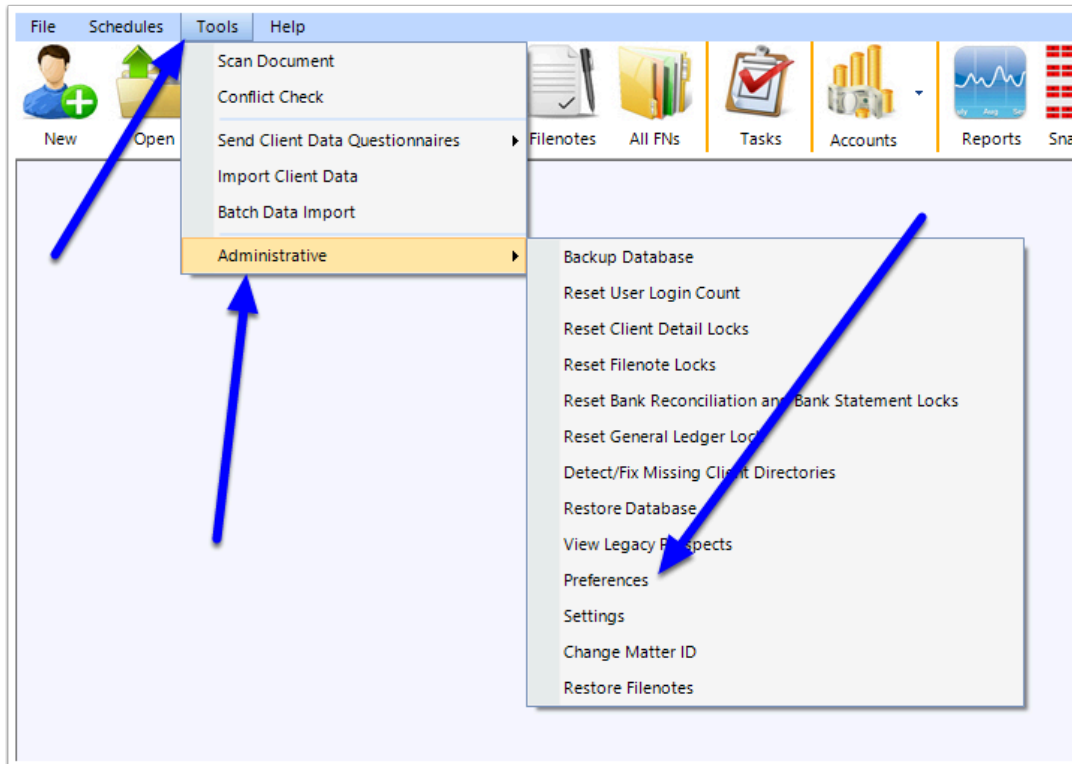 File Schedules Tools Help
New Open Filenotes All FNs Tasks Accounts Reports Sna
Scan Document
Conflict Check
Send Client Data Questionnaires
Import Client Data
Batch Data Import
Administrative
Backup Database
Reset User Login Count
Reset Client Detail Locks
Reset Filenote Locks
Reset Bank Reconciliation and Bank Statement Locks
Reset General Ledger Lock
Detect/Fix Missing Client Directories
Restore Database
View Legacy Prospects
Preferences
Settings
Change Matter ID
Restore Filenotes